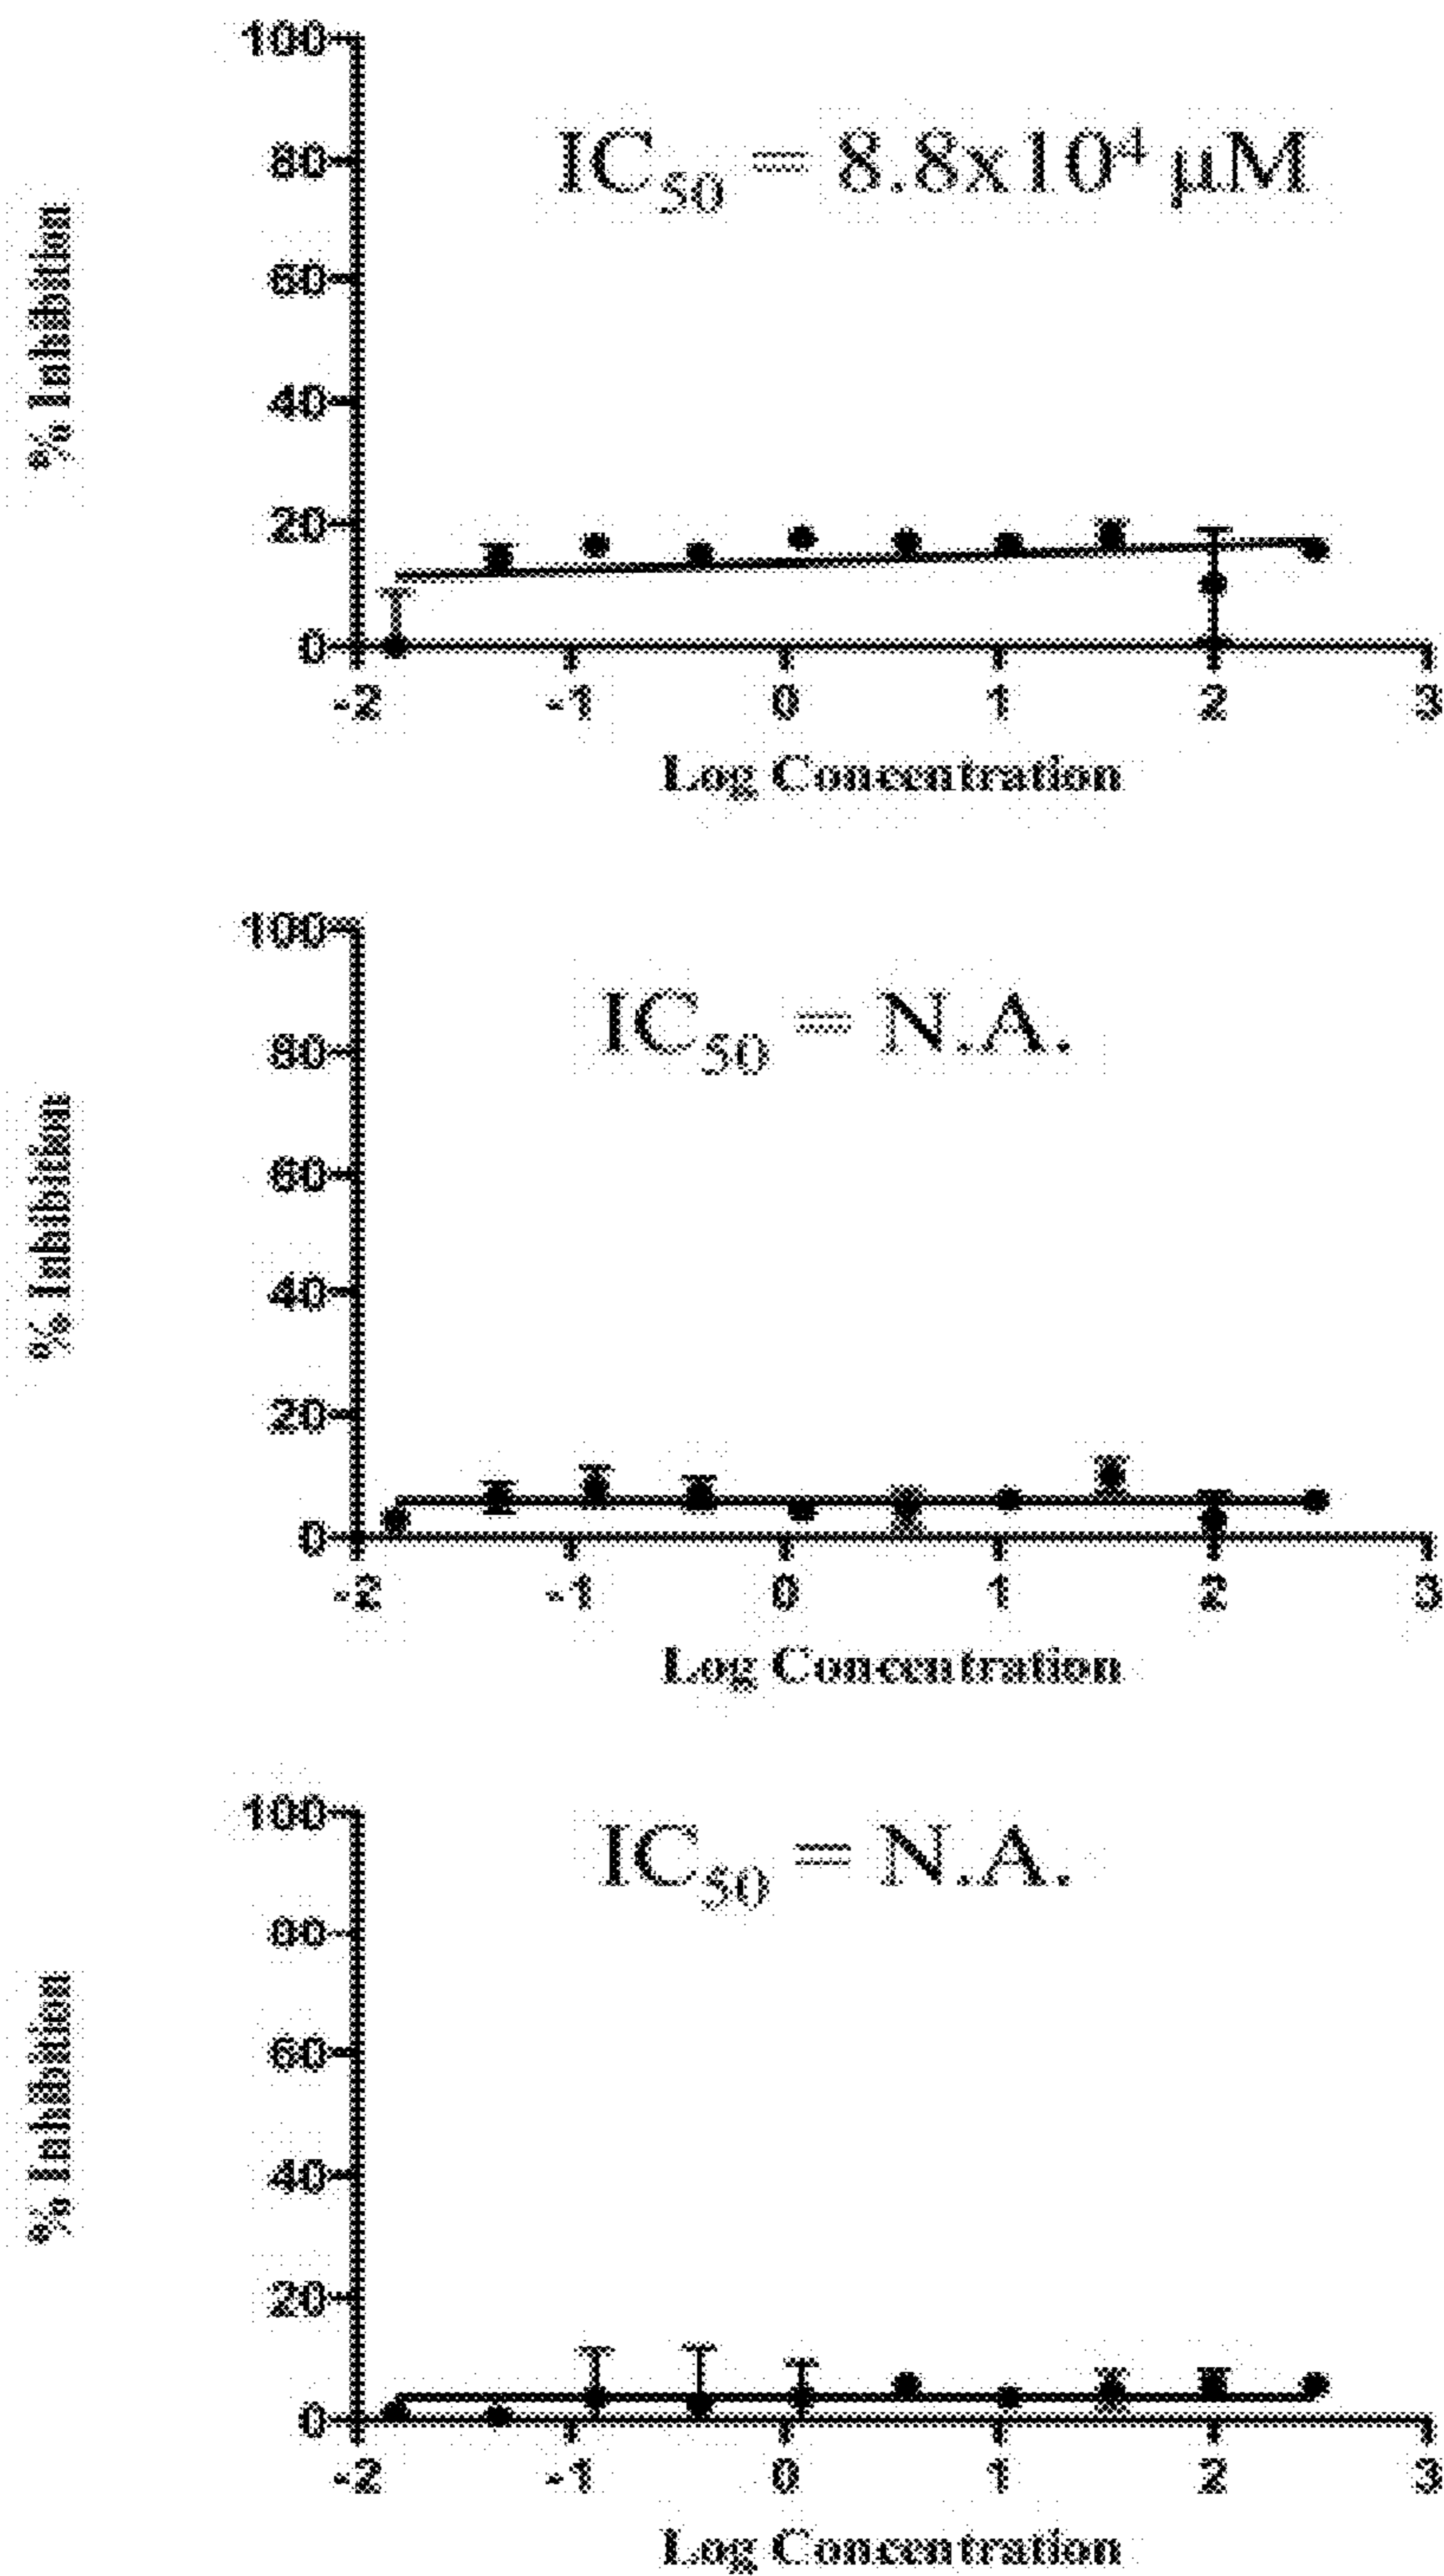 100
IC50 = 8.8x10⁴ µM
80
60
40
20
0
% Inhibition
-2 -1 0 1 2 3
Log Concentration
100
IC50 = N.A.
80
60
40
20
0
% Inhibition
-2 -1 0 1 2 3
Log Concentration
100
IC50 = N.A.
80
60
40
20
0
% Inhibition
-2 -1 0 1 2 3
Log Concentration